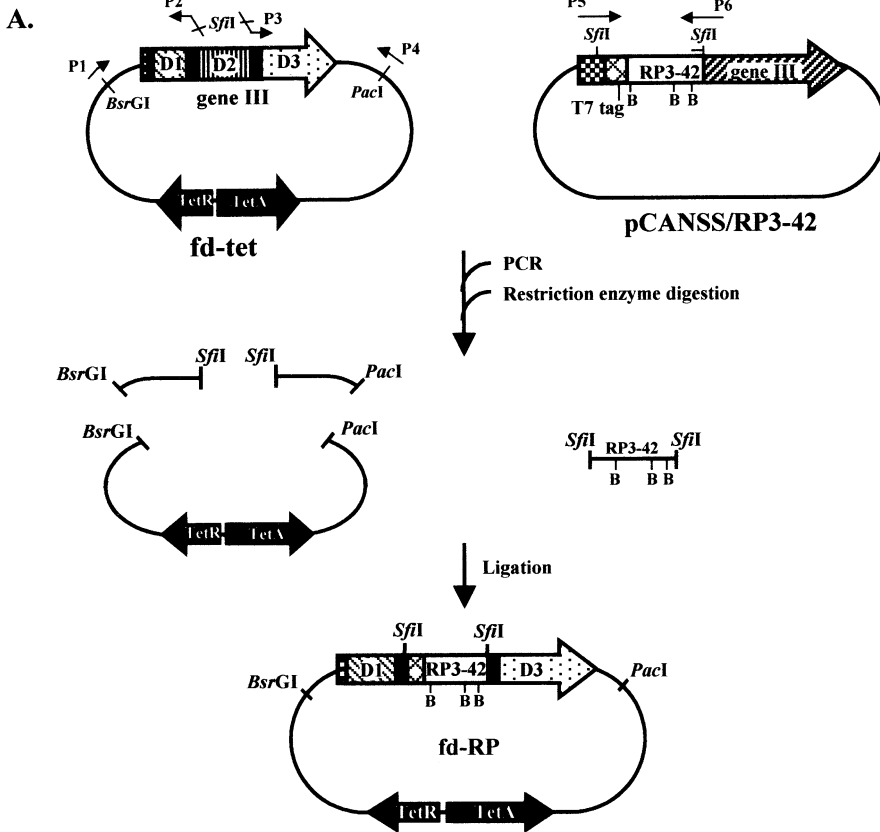 A.
P2
SfiI
P3
P5
P6
P1
D1
D2
D3
P4
SfiI
SfiI
BsrGI
gene III
PacI
RP3-42
gene III
T7 tag
B
B
B
TetR
TetA
fd-tet
pCANSS/RP3-42
PCR
Restriction enzyme digestion
BsrGI
SfiI
SfiI
PacI
BsrGI
PacI
SfiI
RP3-42
SfiI
B
B
B
TetR
TetA
Ligation
SfiI
SfiI
BsrGI
D1
RP3-42
D3
PacI
B
B
B
fd-RP
TetR
TetA